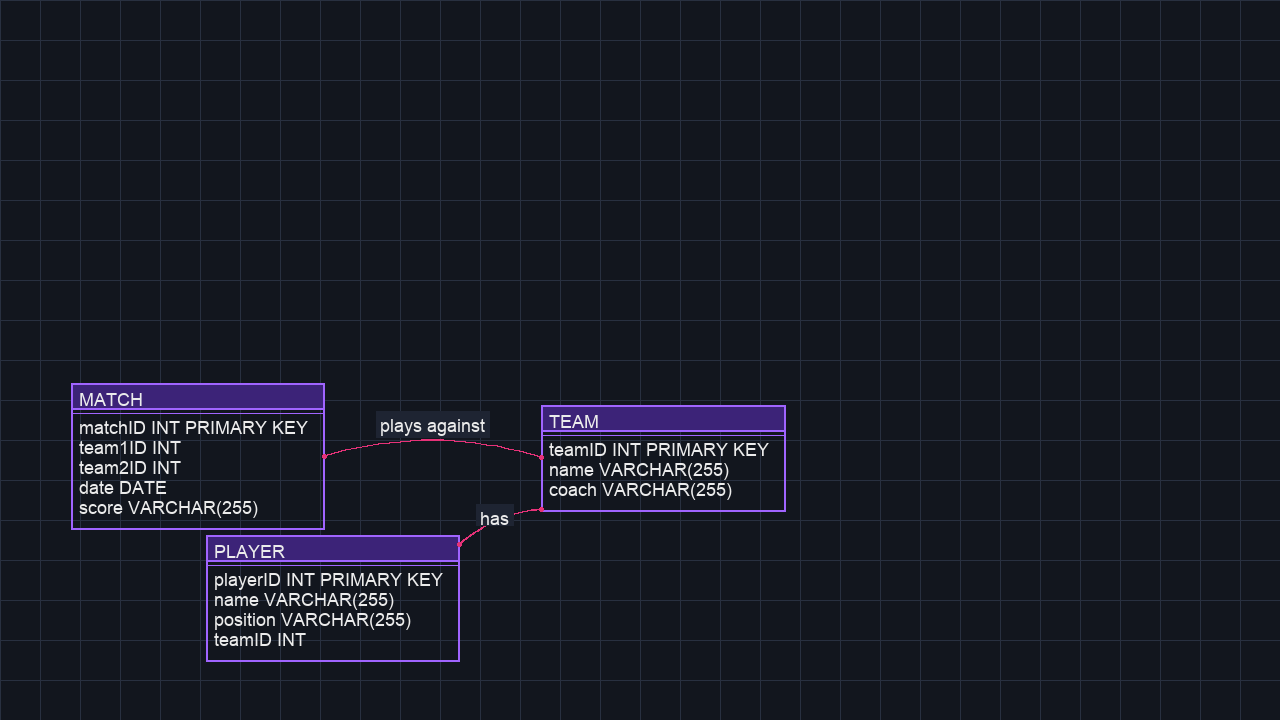 MATCH
matchID INT PRIMARY KEY
team1ID INT
team2ID INT
date DATE
score VARCHAR(255)
plays against
TEAM
teamID INT PRIMARY KEY
name VARCHAR(255)
coach VARCHAR(255)
has
PLAYER
playerID INT PRIMARY KEY
name VARCHAR(255)
position VARCHAR(255)
teamID INT